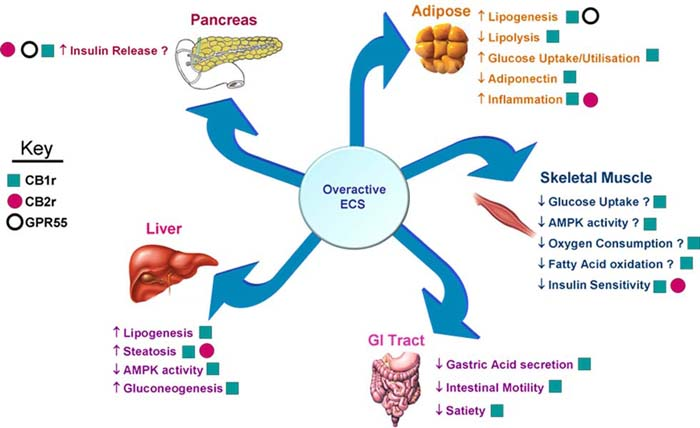 Pancreas
↑ Insulin Release ?
Adipose
↑ Lipogenesis
↓ Lipolysis
↑ Glucose Uptake/Utilisation
↓ Adiponectin
↑ Inflammation
Key
CB1r
CB2r
GPR55
Overactive
ECS
Skeletal Muscle
↓ Glucose Uptake ?
↓ AMPK activity ?
↓ Oxygen Consumption ?
↓ Fatty Acid oxidation ?
↓ Insulin Sensitivity
Liver
↑ Lipogenesis
↑ Steatosis
↓ AMPK activity
↑ Gluconeogenesis
GI Tract
↓ Gastric Acid secretion
↓ Intestinal Motility
↓ Satiety